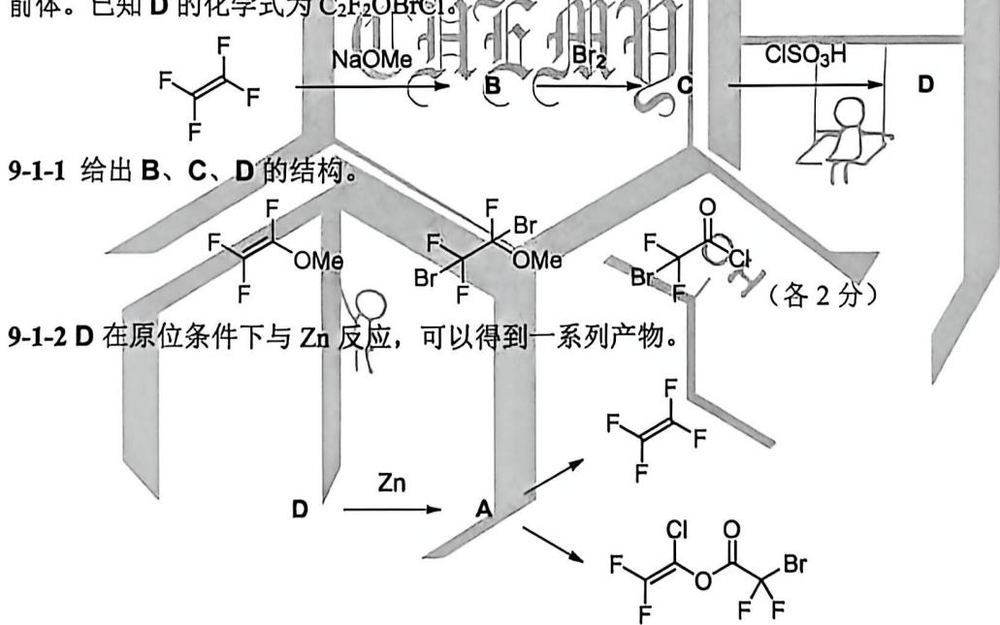 前体。已知 D 的化学式为 C₂F₂OBrCl。
CHEMD
F F F F NaOMe B Br₂ C ClSO₃H D
9-1-1 给出 B、C、D 的结构。
F F F OMe F Br F Br F OMe O F Br F Cl
（各 2 分）
9-1-2 D 在原位条件下与 Zn 反应，可以得到一系列产物。
F F F F
D Zn A
Cl O F F O Br F F